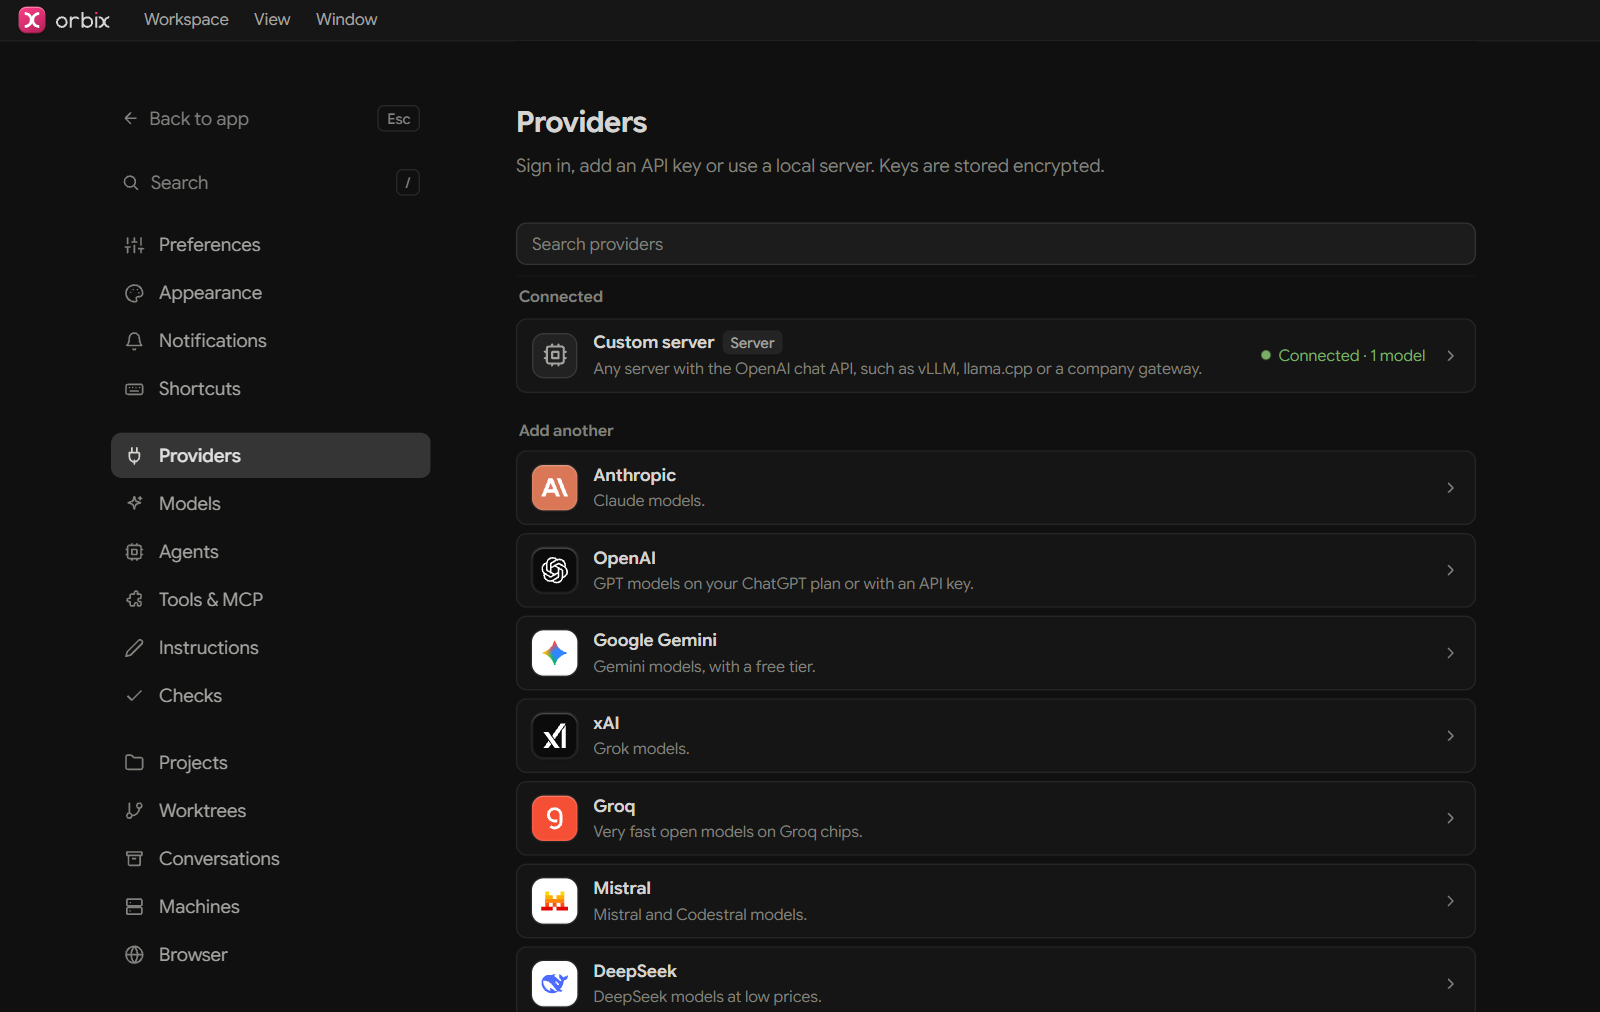 orbix Workspace View Window
Back to app Esc
Search /
Preferences
Appearance
Notifications
Shortcuts
Providers
Models
Agents
Tools & MCP
Instructions
Checks
Projects
Worktrees
Conversations
Machines
Browser
Providers
Sign in, add an API key or use a local server. Keys are stored encrypted.
Search providers
Connected
Custom server Server
Any server with the OpenAI chat API, such as vLLM, llama.cpp or a company gateway.
Connected · 1 model
Add another
Anthropic
Claude models.
OpenAI
GPT models on your ChatGPT plan or with an API key.
Google Gemini
Gemini models, with a free tier.
xAI
Grok models.
Groq
Very fast open models on Groq chips.
Mistral
Mistral and Codestral models.
DeepSeek
DeepSeek models at low prices.